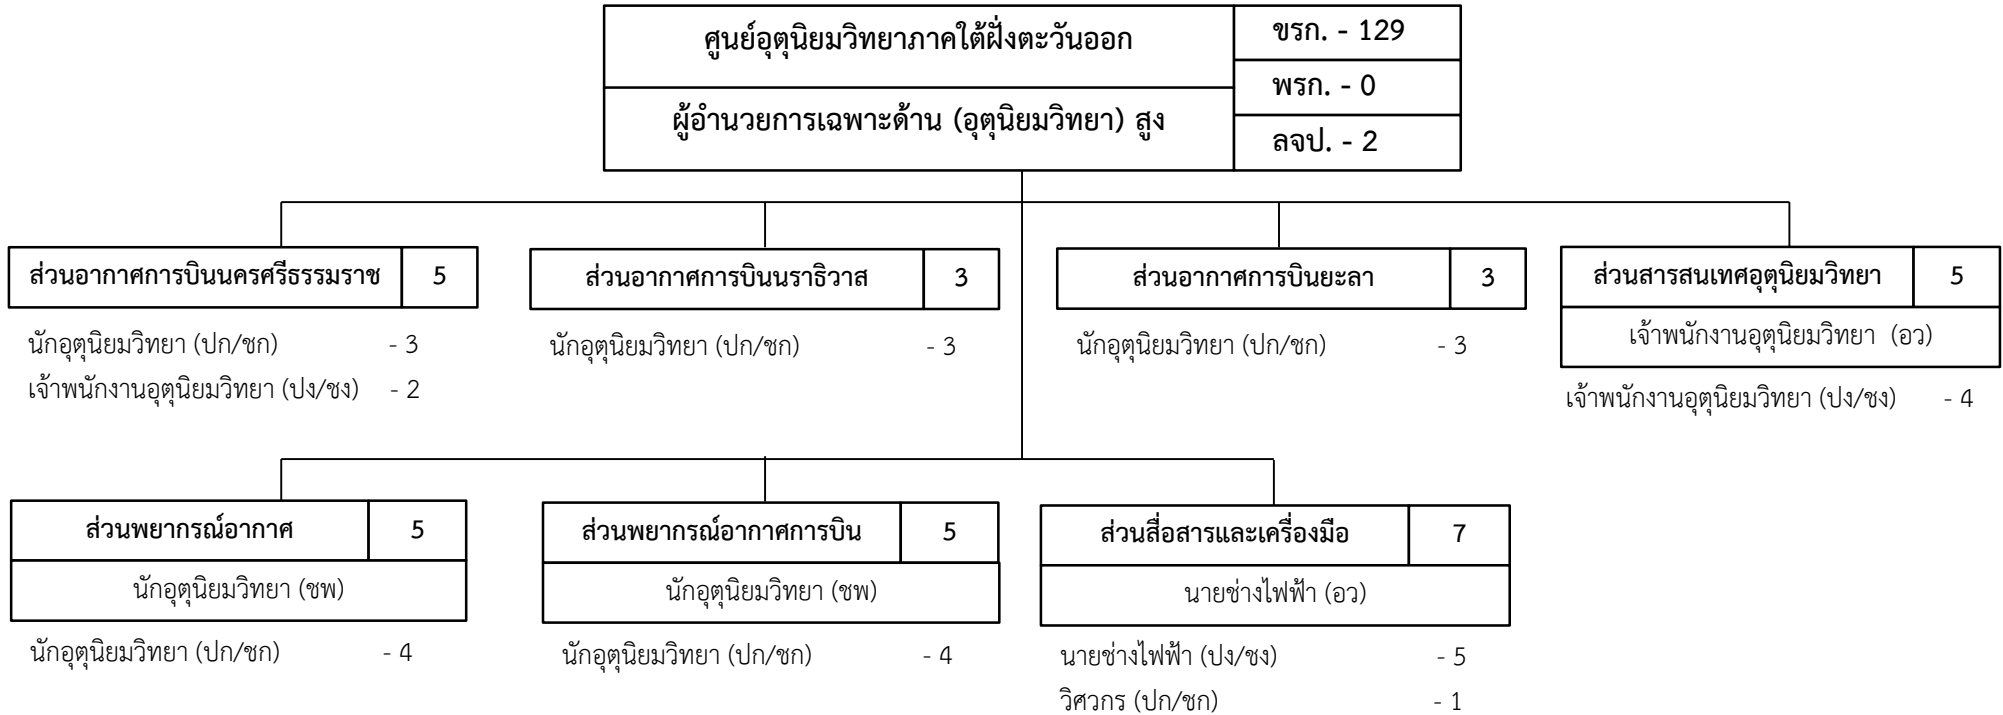 ศูนย์อุตุนิยมวิทยาภาคใต้ฝั่งตะวันออก
ขรก. - 129
พรก. - 0
ผู้อำนวยการเฉพาะด้าน (อุตุนิยมวิทยา) สูง
ลจป. - 2
ส่วนอากาศการบินนครศรีธรรมราช 5
นักอุตุนิยมวิทยา (ปก/ชก) - 3
เจ้าพนักงานอุตุนิยมวิทยา (ปง/ชง) - 2
ส่วนอากาศการบินนราธิวาส 3
นักอุตุนิยมวิทยา (ปก/ชก) - 3
ส่วนอากาศการบินยะลา 3
นักอุตุนิยมวิทยา (ปก/ชก) - 3
ส่วนสารสนเทศอุตุนิยมวิทยา 5
เจ้าพนักงานอุตุนิยมวิทยา (อว)
เจ้าพนักงานอุตุนิยมวิทยา (ปง/ชง) - 4
ส่วนพยากรณ์อากาศ 5
นักอุตุนิยมวิทยา (ชพ)
นักอุตุนิยมวิทยา (ปก/ชก) - 4
ส่วนพยากรณ์อากาศการบิน 5
นักอุตุนิยมวิทยา (ชพ)
นักอุตุนิยมวิทยา (ปก/ชก) - 4
ส่วนสื่อสารและเครื่องมือ 7
นายช่างไฟฟ้า (อว)
นายช่างไฟฟ้า (ปง/ชง) - 5
วิศวกร (ปก/ชก) - 1